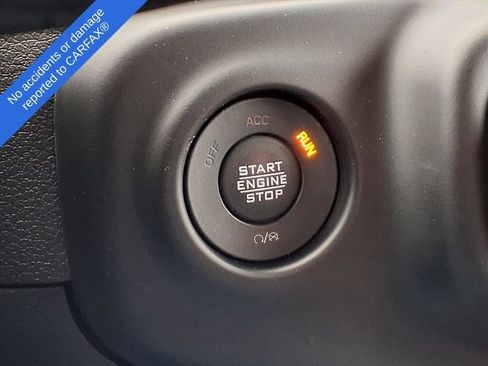 No accidents or damage
reported to CARFAX®
ACC
OFF
RUN
START
ENGINE
STOP